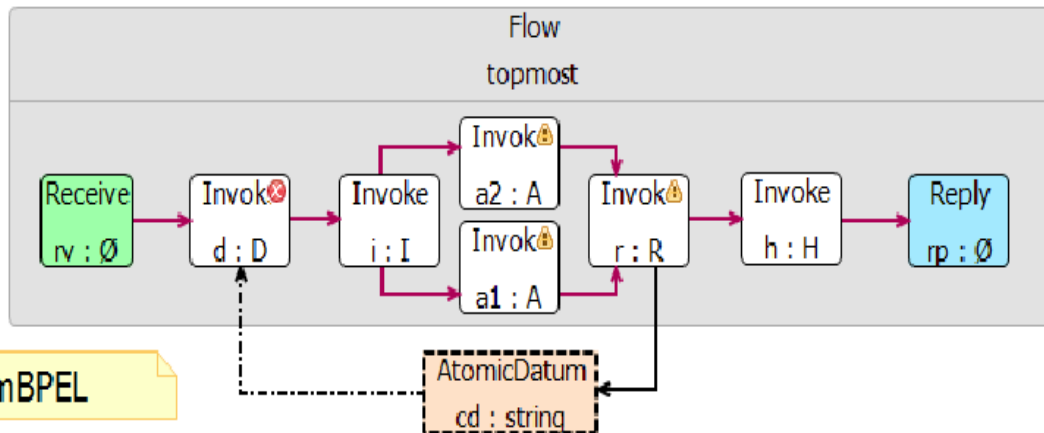 Flow
topmost
Receive
rv : Ø
Invok
d : D
Invoke
i : I
Invok
a2 : A
Invok
a1 : A
Invok
r : R
Invoke
h : H
Reply
rp : Ø
AtomicDatum
cd : string
mBPEL